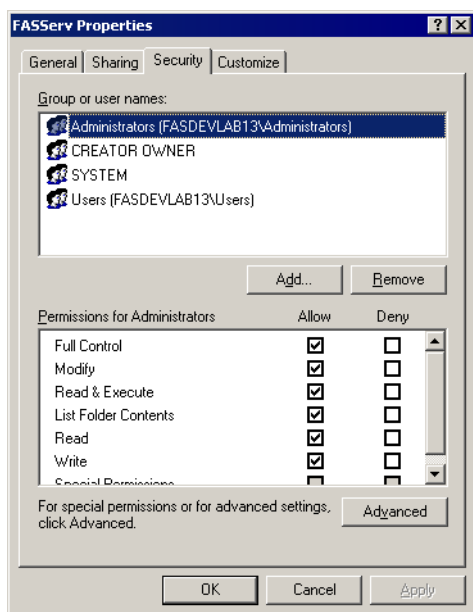 FASServ Properties
General Sharing Security Customize
Group or user names:
Administrators (FASDEVLAB13\Administrators)
CREATOR OWNER
SYSTEM
Users (FASDEVLAB13\Users)
Add... Remove
Permissions for Administrators Allow Deny
Full Control
Modify
Read & Execute
List Folder Contents
Read
Write
Special Permissions
For special permissions or for advanced settings,
click Advanced.
Advanced
OK Cancel Apply